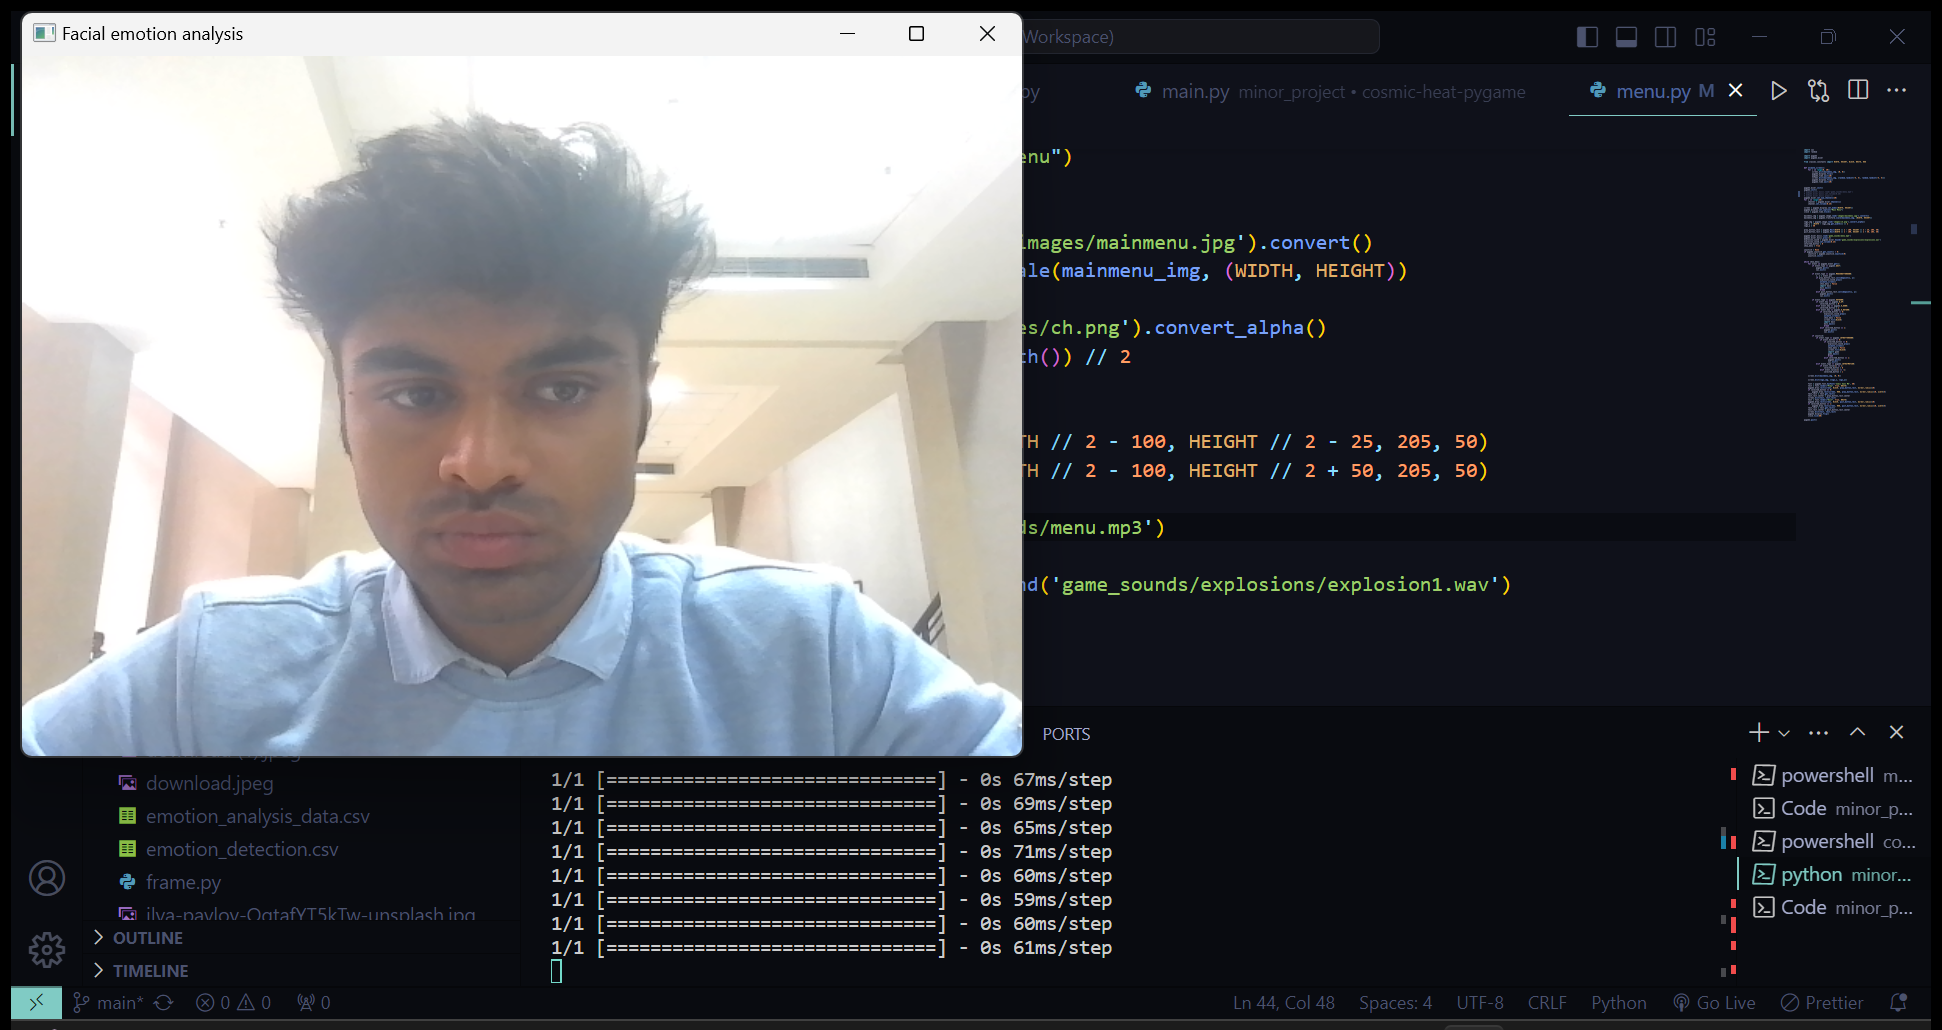 Facial emotion analysis
Workspace)
py
main.py minor_project • cosmic-heat-pygame
menu.py M
enu")
images/mainmenu.jpg').convert()
ale(mainmenu_img, (WIDTH, HEIGHT))
es/ch.png').convert_alpha()
th()) // 2
TH // 2 - 100, HEIGHT // 2 - 25, 205, 50)
TH // 2 - 100, HEIGHT // 2 + 50, 205, 50)
ds/menu.mp3')
nd('game_sounds/explosions/explosion1.wav')
PORTS
download.jpeg
emotion_analysis_data.csv
emotion_detection.csv
frame.py
OUTLINE
TIMELINE
1/1 [==============================] - 0s 67ms/step
1/1 [==============================] - 0s 69ms/step
1/1 [==============================] - 0s 65ms/step
1/1 [==============================] - 0s 71ms/step
1/1 [==============================] - 0s 60ms/step
1/1 [==============================] - 0s 59ms/step
1/1 [==============================] - 0s 60ms/step
1/1 [==============================] - 0s 61ms/step
powershell m...
Code minor_p...
powershell co...
python minor...
Code minor_p...
main* 0 0 0
Ln 44, Col 48 Spaces: 4 UTF-8 CRLF Python Go Live Prettier